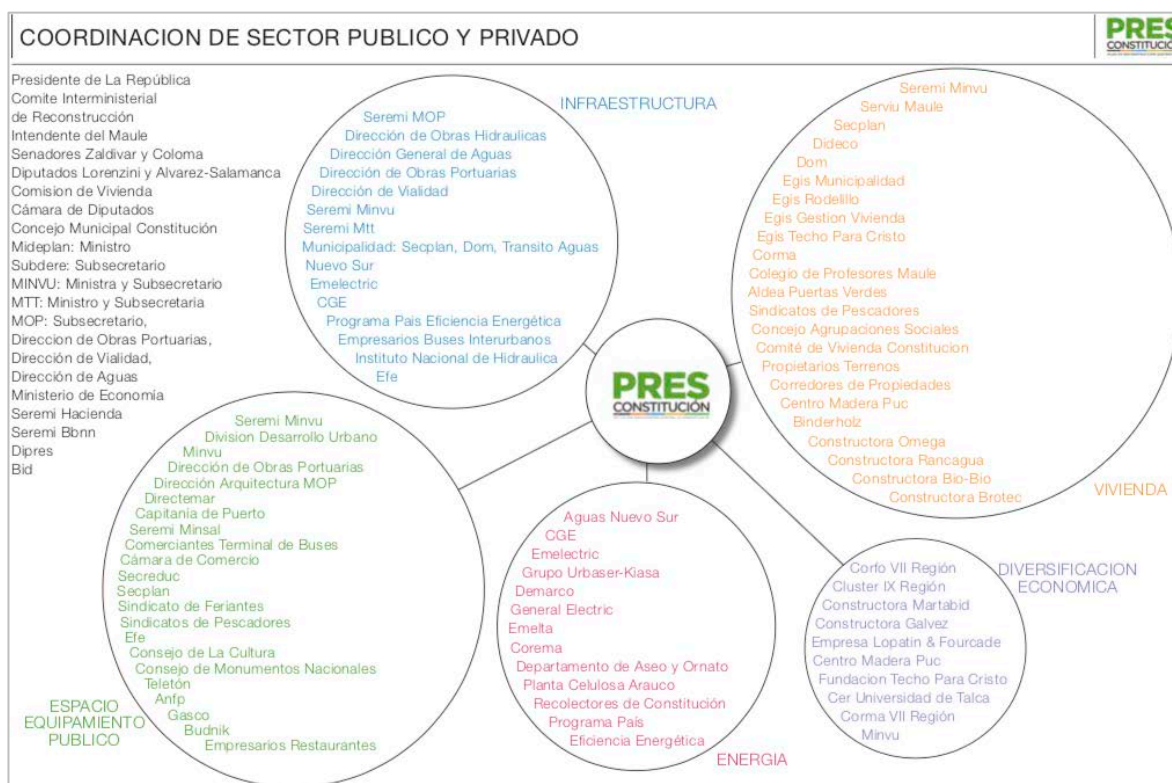 COORDINACION DE SECTOR PUBLICO Y PRIVADO
PRES
CONSTITUCIÓN
Presidente de La República
Comite Interministerial
de Reconstrucción
Intendente del Maule
Senadores Zaldivar y Coloma
Diputados Lorenzini y Alvarez-Salamanca
Comision de Vivienda
Cámara de Diputados
Concejo Municipal Constitución
Mideplan: Ministro
Subdere: Subsecretario
MINVU: Ministra y Subsecretario
MTT: Ministro y Subsecretaria
MOP: Subsecretario,
Direccion de Obras Portuarias,
Dirección de Vialidad,
Dirección de Aguas
Ministerio de Economía
Seremi Hacienda
Seremi Bbnn
Dipres
Bid
INFRAESTRUCTURA
Seremi MOP
Dirección de Obras Hidraulicas
Dirección General de Aguas
Dirección de Obras Portuarias
Dirección de Vialidad
Seremi Minvu
Seremi Mtt
Municipalidad: Secplan, Dom, Transito Aguas
Nuevo Sur
Emelectric
CGE
Programa Pais Eficiencia Energética
Empresarios Buses Interurbanos
Instituto Nacional de Hidraulica
Efe
Seremi Minvu
Serviu Maule
Secplan
Dideco
Dom
Egis Municipalidad
Egis Rodelillo
Egis Gestion Vivienda
Egis Techo Para Cristo
Corma
Colegio de Profesores Maule
Aldea Puertas Verdes
Sindicatos de Pescadores
Concejo Agrupaciones Sociales
Comité de Vivienda Constitucion
Propietarios Terrenos
Corredores de Propiedades
Centro Madera Puc
Binderholz
Constructora Omega
Constructora Rancagua
Constructora Bio-Bio
Constructora Brotec
VIVIENDA
PRES
CONSTITUCIÓN
Seremi Minvu
Division Desarrollo Urbano
Minvu
Dirección de Obras Portuarias
Dirección Arquitectura MOP
Directemar
Capitanía de Puerto
Seremi Minsal
Comerciantes Terminal de Buses
Cámara de Comercio
Secreduc
Secplan
Sindicato de Feriantes
Sindicatos de Pescadores
Efe
Consejo de La Cultura
Consejo de Monumentos Nacionales
Teletón
Anfp
Gasco
Budnik
Empresarios Restaurantes
ESPACIO
EQUIPAMIENTO
PUBLICO
Aguas Nuevo Sur
CGE
Emelectric
Grupo Urbaser-Kiasa
Demarco
General Electric
Emelta
Corema
Departamento de Aseo y Ornato
Planta Celulosa Arauco
Recolectores de Constitución
Programa País
Eficiencia Energética
ENERGIA
DIVERSIFICACION
ECONOMICA
Corfo VII Región
Cluster IX Región
Constructora Martabid
Constructora Galvez
Empresa Lopatin & Fourcade
Centro Madera Puc
Fundacion Techo Para Cristo
Cer Universidad de Talca
Corma VII Región
Minvu